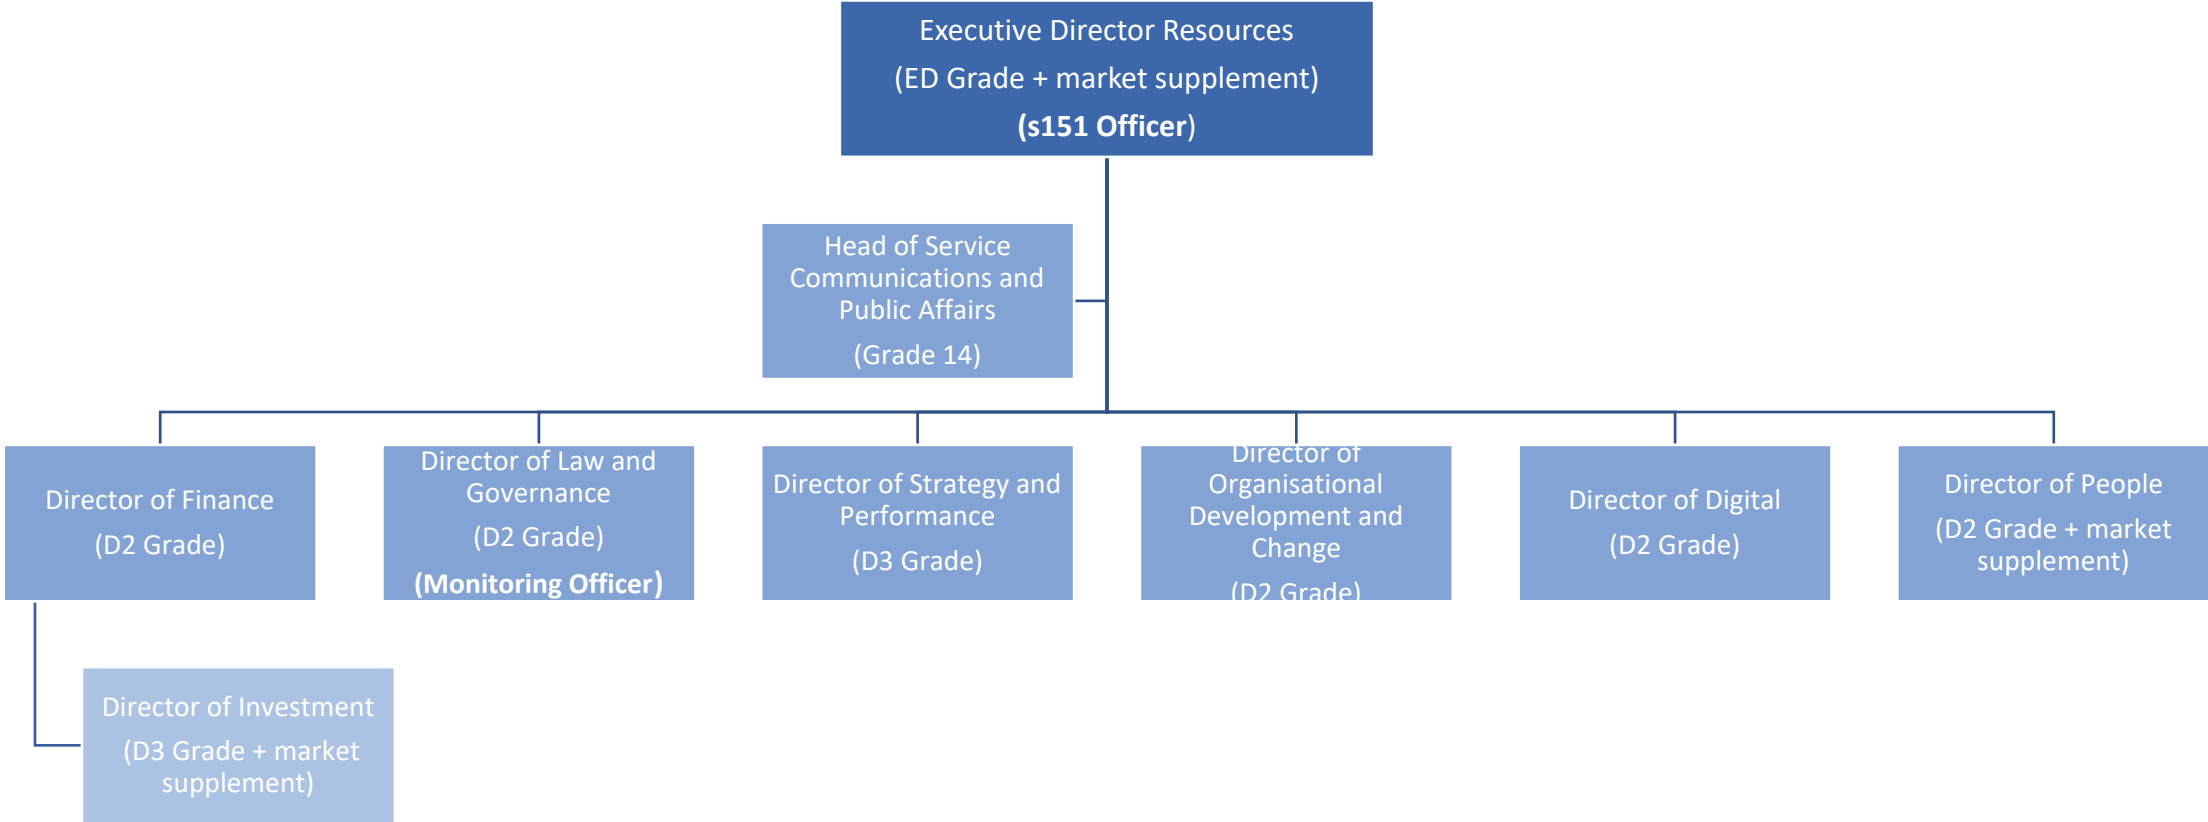 Executive Director Resources
(ED Grade + market supplement)
(s151 Officer)
Head of Service
Communications and
Public Affairs
(Grade 14)
Director of Finance
(D2 Grade)
Director of Law and
Governance
(D2 Grade)
(Monitoring Officer)
Director of Strategy and
Performance
(D3 Grade)
Director of
Organisational
Development and
Change
(D2 Grade)
Director of Digital
(D2 Grade)
Director of People
(D2 Grade + market
supplement)
Director of Investment
(D3 Grade + market
supplement)